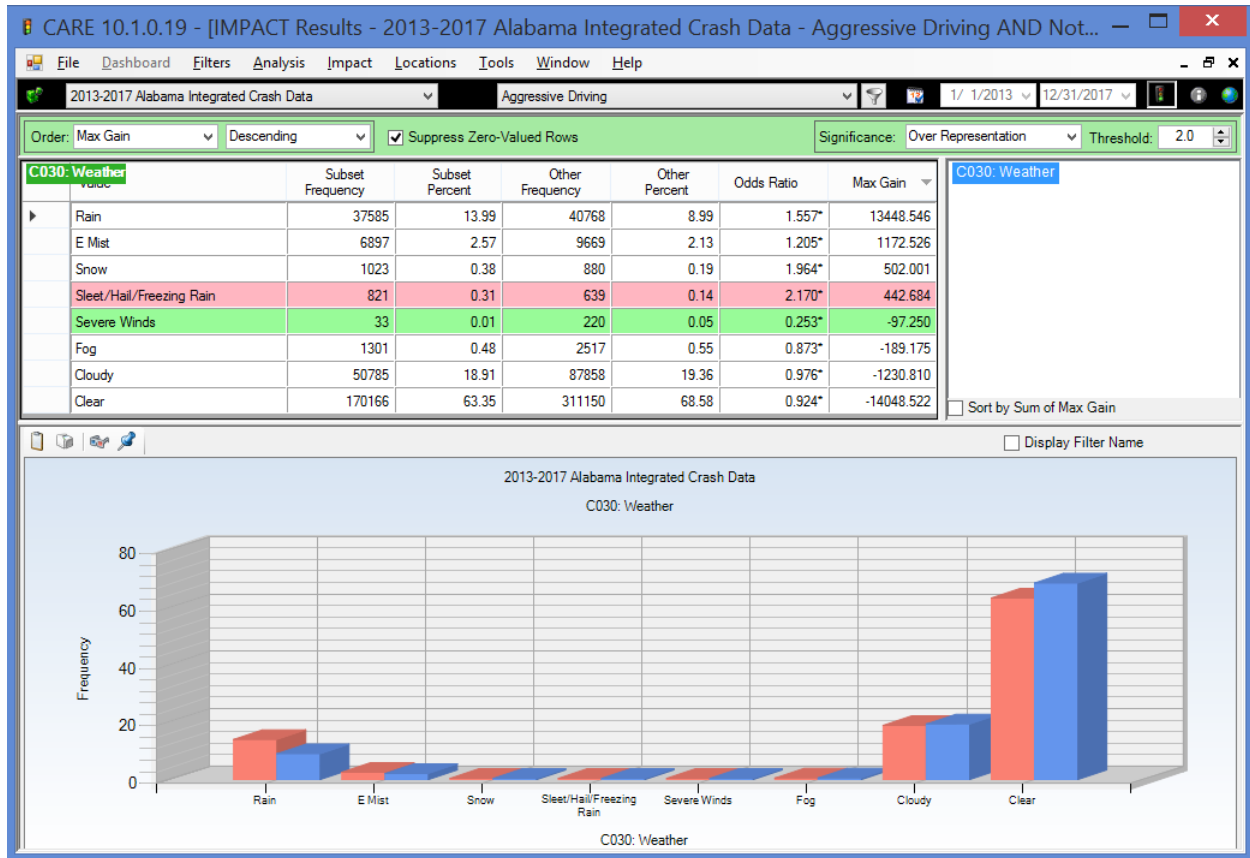 CARE 10.1.0.19 - [IMPACT Results - 2013-2017 Alabama Integrated Crash Data - Aggressive Driving AND Not...
File Dashboard Filters Analysis Impact Locations Tools Window Help
2013-2017 Alabama Integrated Crash Data Aggressive Driving 1/ 1/2013 12/31/2017
Order: Max Gain Descending Suppress Zero-Valued Rows Significance: Over Representation Threshold: 2.0
C030: Weather Subset Frequency Subset Percent Other Frequency Other Percent Odds Ratio Max Gain C030: Weather
Rain 37585 13.99 40768 8.99 1.557* 13448.546
E Mist 6897 2.57 9669 2.13 1.205* 1172.526
Snow 1023 0.38 880 0.19 1.964* 502.001
Sleet/Hail/Freezing Rain 821 0.31 639 0.14 2.170* 442.684
Severe Winds 33 0.01 220 0.05 0.253* -97.250
Fog 1301 0.48 2517 0.55 0.873* -189.175
Cloudy 50785 18.91 87858 19.36 0.976* -1230.810
Clear 170166 63.35 311150 68.58 0.924* -14048.522
Sort by Sum of Max Gain
Display Filter Name
2013-2017 Alabama Integrated Crash Data
C030: Weather
80
60
40
20
0
Frequency
Rain E Mist Snow Sleet/Hail/Freezing Rain Severe Winds Fog Cloudy Clear
C030: Weather